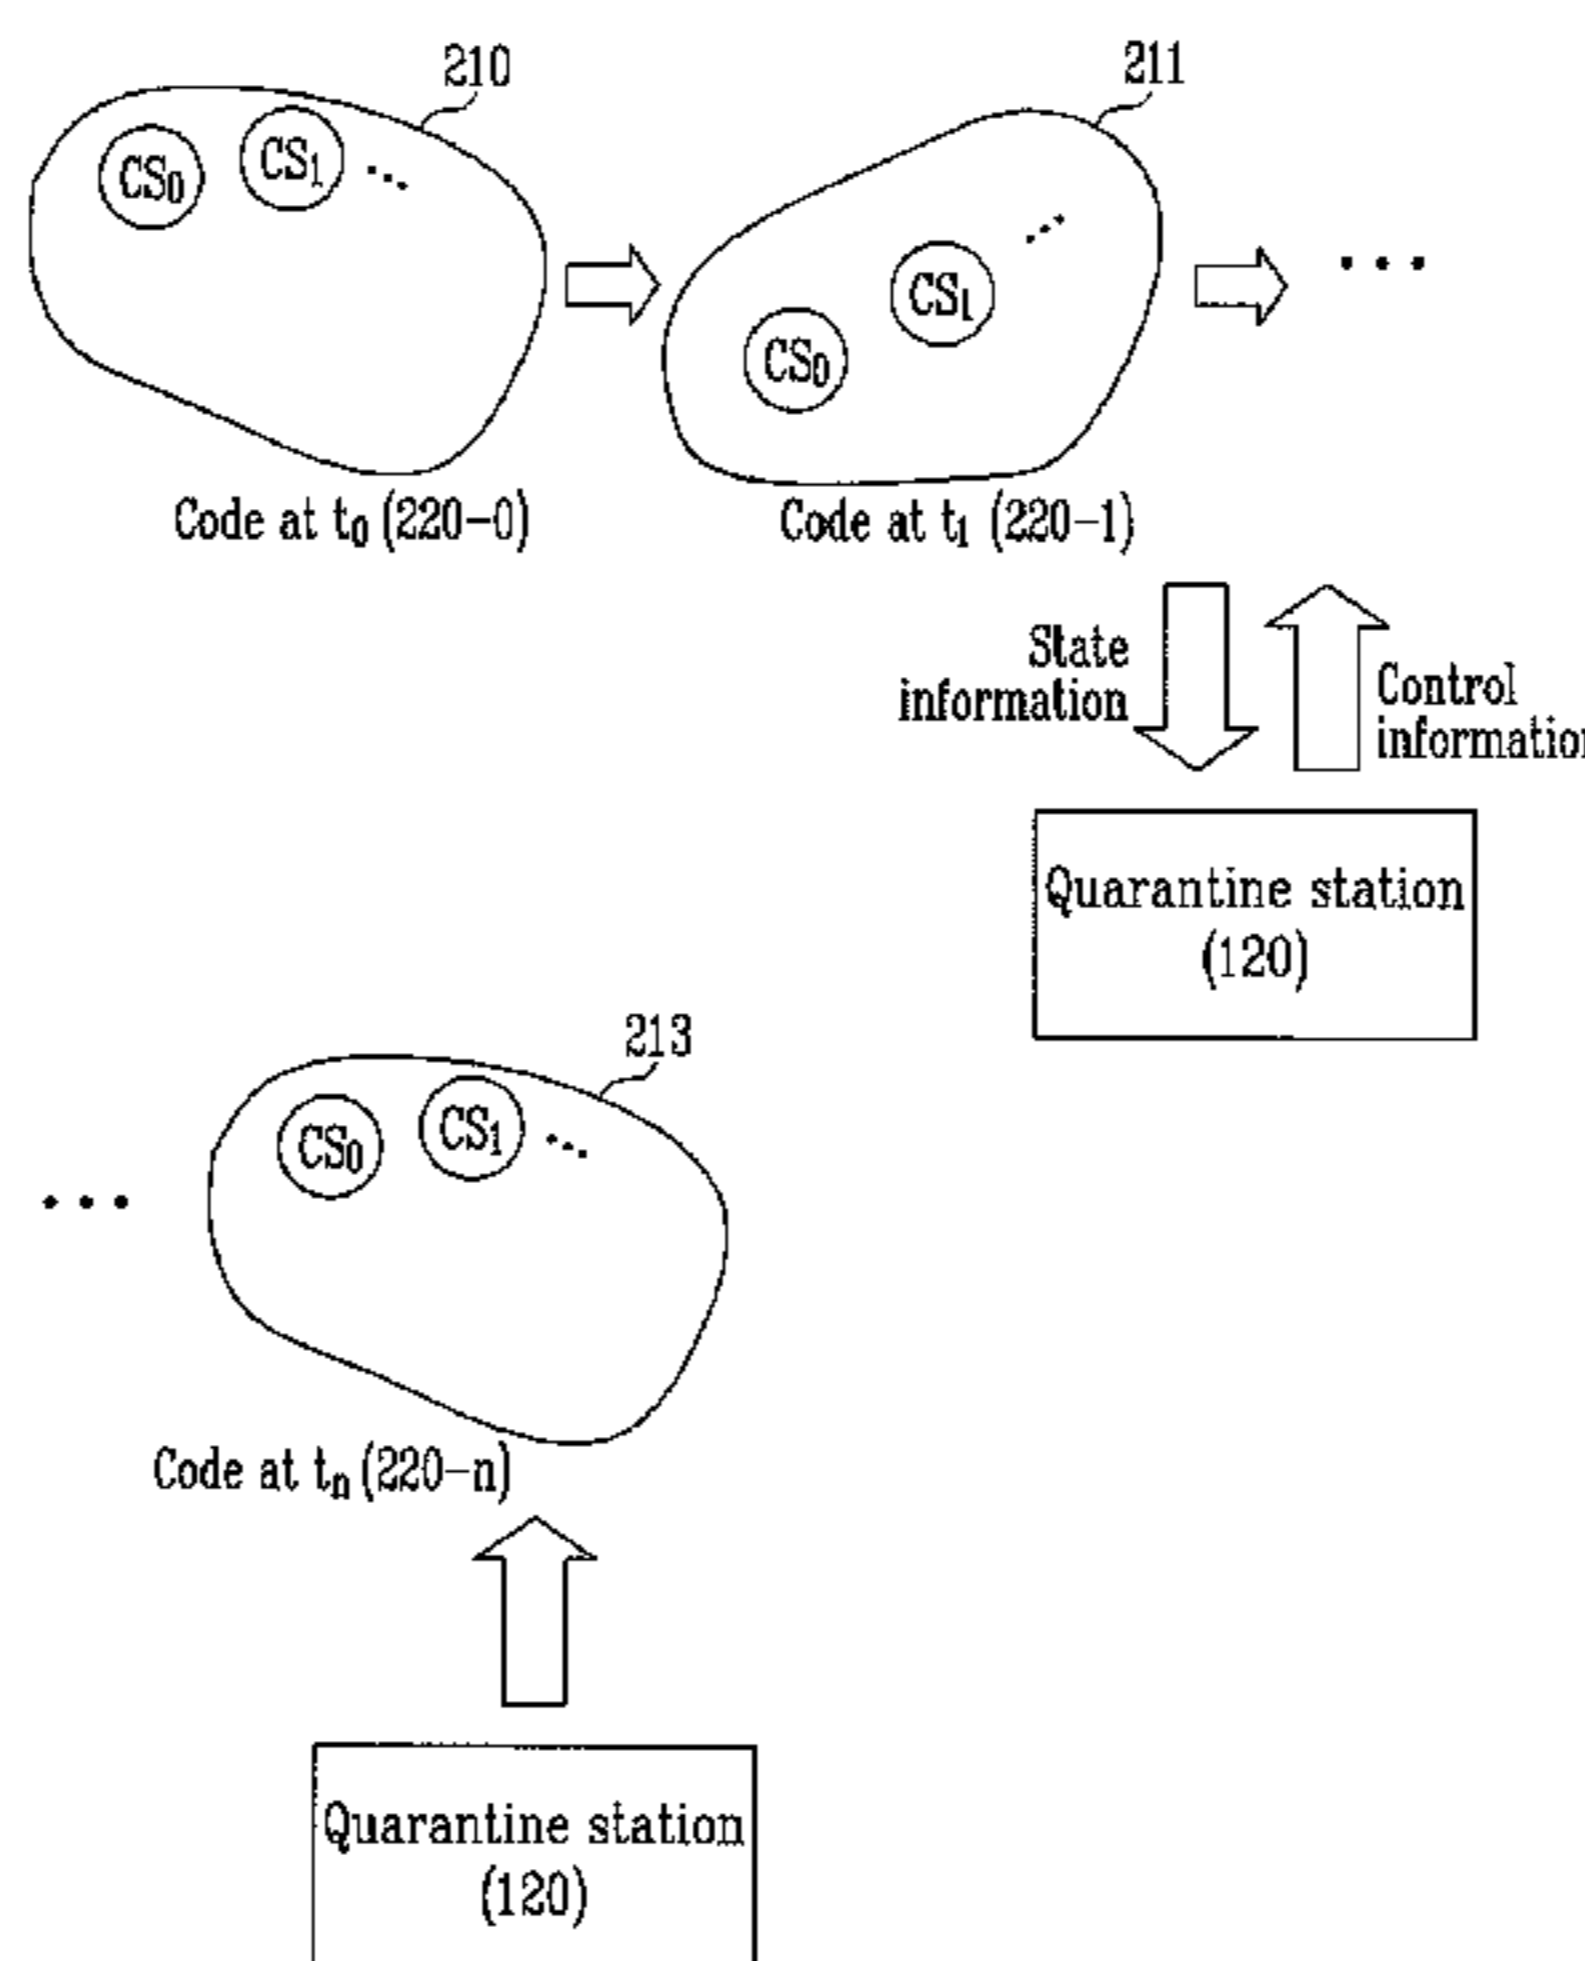 210
211
CS₀ CS₁ ...
CS₀ CS₁ ...
...
Code at t₀ (220-0)
Code at t₁ (220-1)
State
information
Control
information
Quarantine station
(120)
213
... CS₀ CS₁ ...
Code at tₙ (220-n)
Quarantine station
(120)